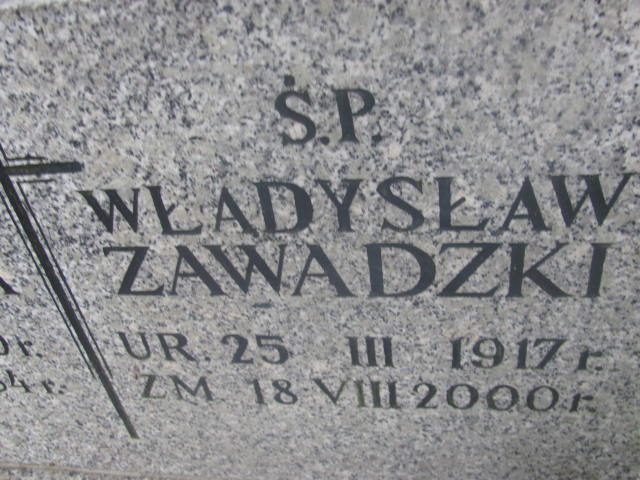 Ś.P.
WŁADYSŁAW
ZAWADZKI
UR. 25 III 1917 r.
ZM 18 VIII 2000 r.